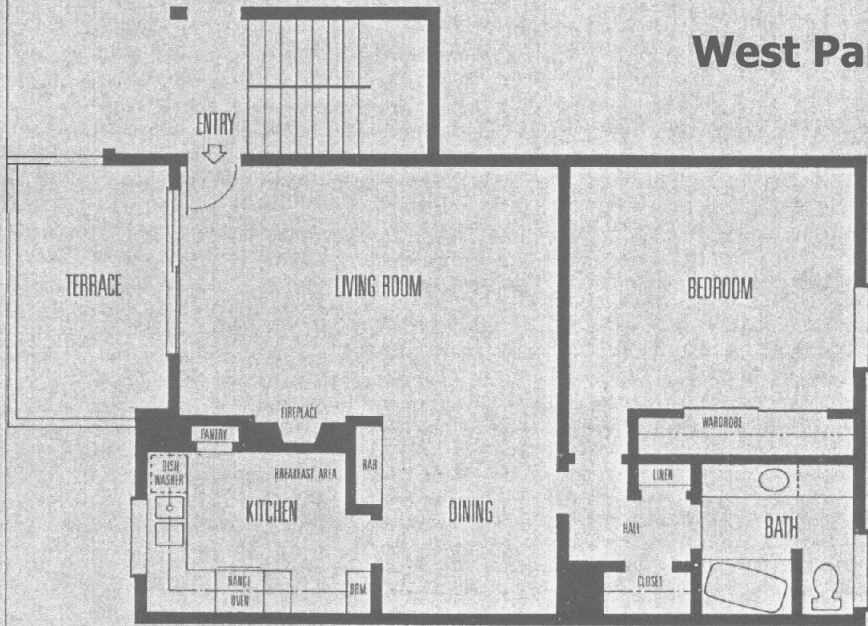 West Pa
ENTRY
TERRACE
LIVING ROOM
BEDROOM
FIREPLACE
WARDROBE
PANTRY
DISH
WASHER
BREAKFAST AREA
BAR
LINEN
KITCHEN
DINING
HALL
BATH
RANGE
OVEN
BRM
CLOSET